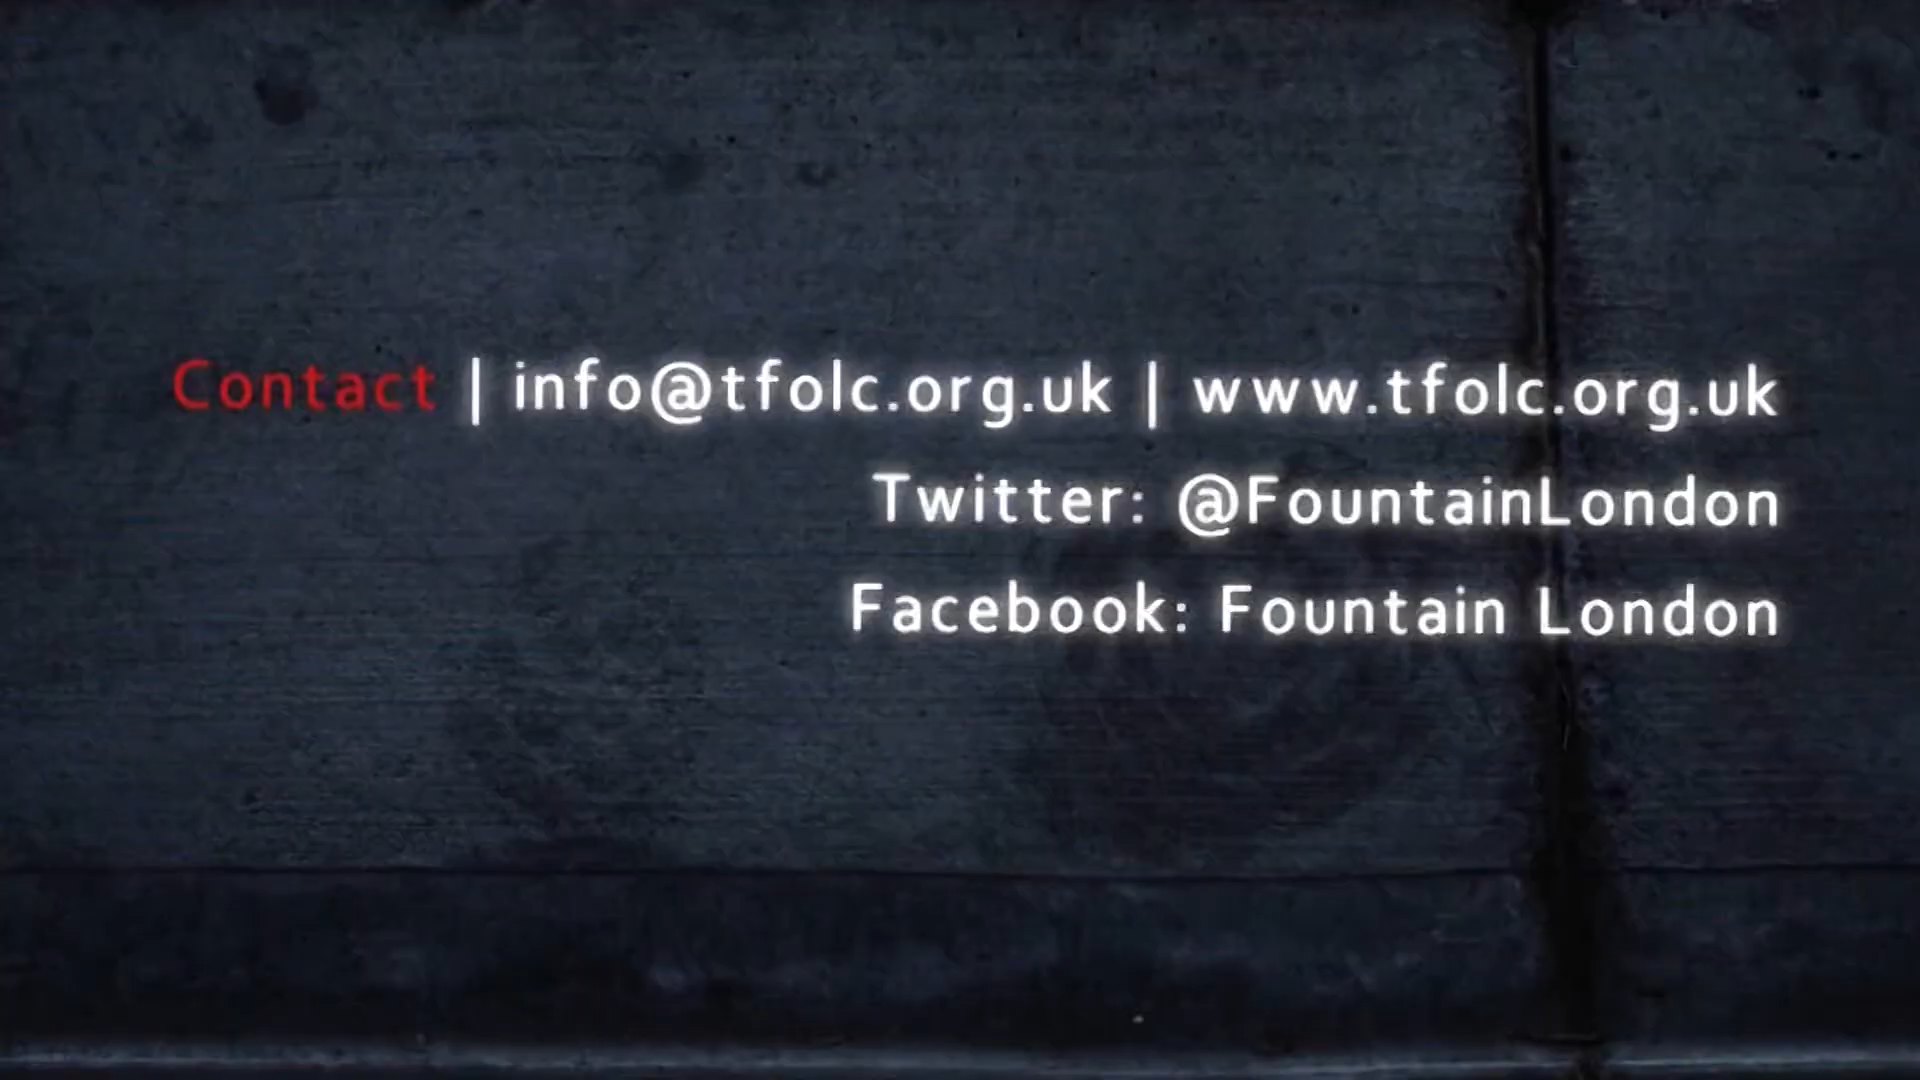 Contact | info@tfolc.org.uk | www.tfolc.org.uk
Twitter: @FountainLondon
Facebook: Fountain London